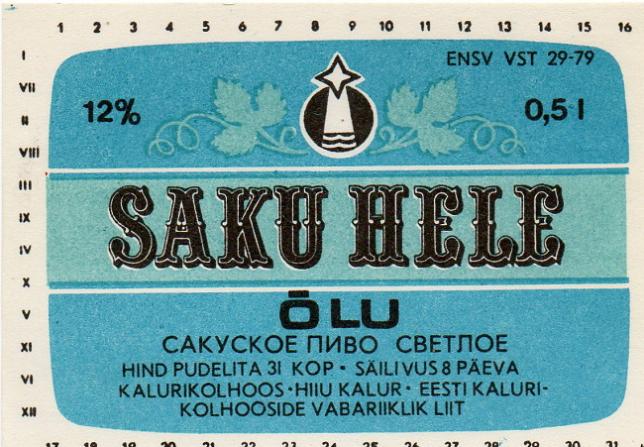 1 2 3 4 5 6 7 8 9 10 11 12 13 14 15 16
I
VII
II
VIII
III
IX
IV
X
V
XI
VI
XII
ENSV VST 29-79
12%
0,5 l
SAKU HELE
ÕLU
САКУСКОЕ ПИВО СВЕТЛОЕ
HIND PUDELITA 31 KOP · SÄILIVUS 8 PÄEVA
KALURIKOLHOOS · HIIU KALUR · EESTI KALURI-
KOLHOOSIDE VABARIIKLIK LIIT
17 18 19 20 21 22 23 24 25 26 27 28 29 30 31